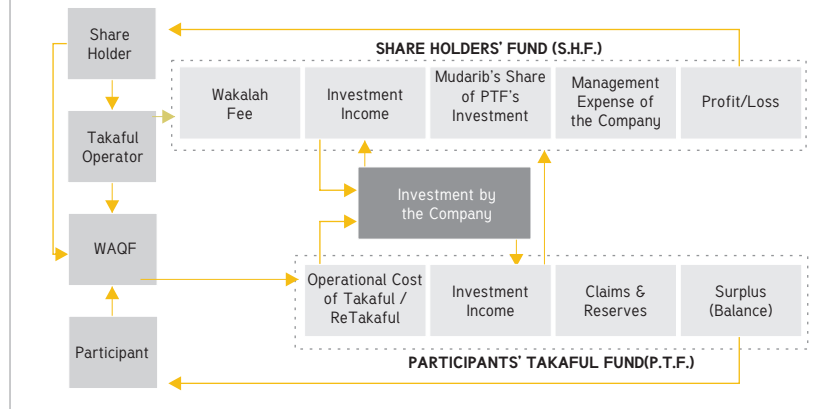 Share
Holder
SHARE HOLDERS' FUND (S.H.F.)
Wakalah
Fee
Investment
Income
Mudarib's Share
of PTF's
Investment
Management
Expense of
the Company
Profit/Loss
Takaful
Operator
Investment by
the Company
WAQF
Operational Cost
of Takaful /
ReTakaful
Investment
Income
Claims &
Reserves
Surplus
(Balance)
Participant
PARTICIPANTS' TAKAFUL FUND(P.T.F.)